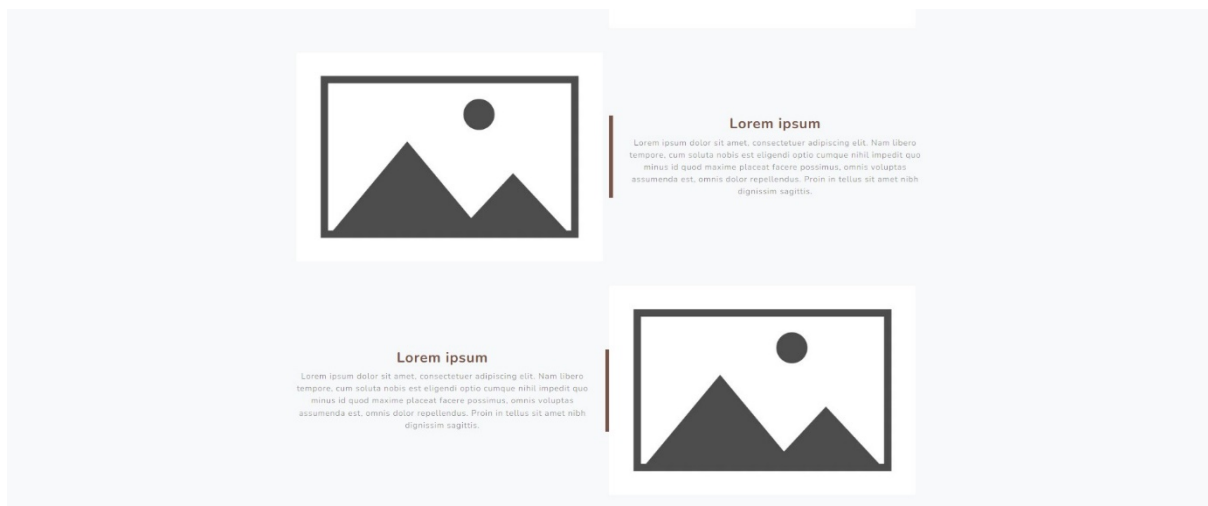 Lorem ipsum
Lorem ipsum dolor sit amet, consectetuer adipiscing elit. Nam libero
tempore, cum soluta nobis est eligendi optio cumque nihil impedit quo
minus id quod maxime placeat facere possimus, omnis voluptas
assumenda est, omnis dolor repellendus. Proin in tellus sit amet nibh
dignissim sagittis.
Lorem ipsum
Lorem ipsum dolor sit amet, consectetuer adipiscing elit. Nam libero
tempore, cum soluta nobis est eligendi optio cumque nihil impedit quo
minus id quod maxime placeat facere possimus, omnis voluptas
assumenda est, omnis dolor repellendus. Proin in tellus sit amet nibh
dignissim sagittis.